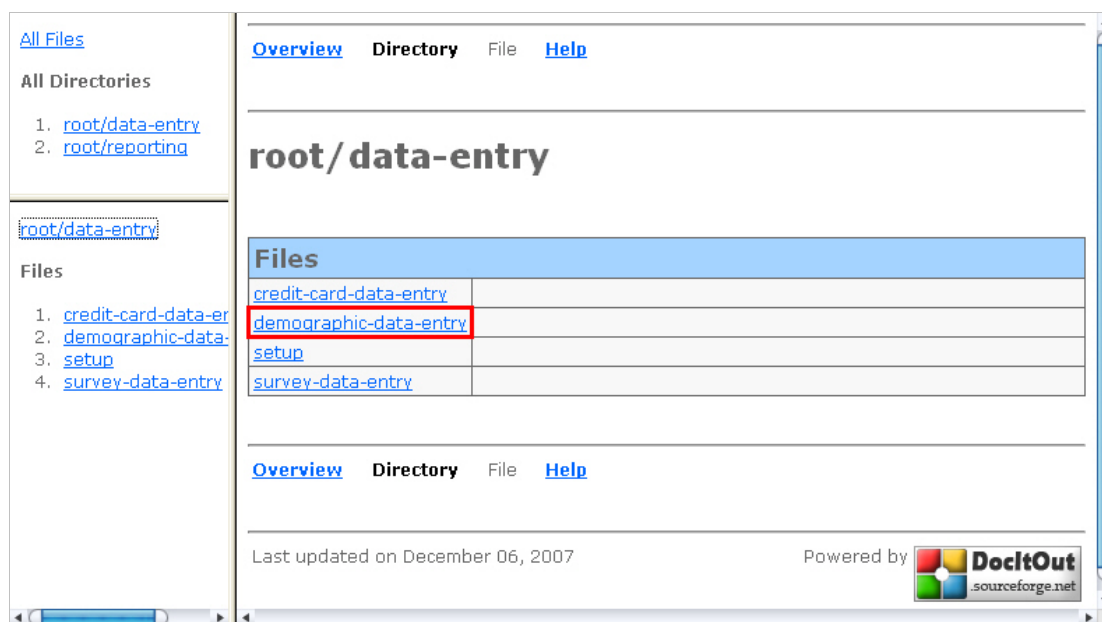 All Files
All Directories
1. root/data-entry
2. root/reporting
root/data-entry
Files
1. credit-card-data-er
2. demographic-data-
3. setup
4. survey-data-entry
Overview Directory File Help
root/data-entry
Files
credit-card-data-entry
demographic-data-entry
setup
survey-data-entry
Overview Directory File Help
Last updated on December 06, 2007
Powered by DocItOut
.sourceforge.net